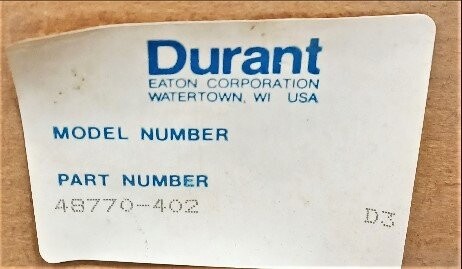 Durant
EATON CORPORATION
WATERTOWN, WI USA
MODEL NUMBER
PART NUMBER
48770-402
D3